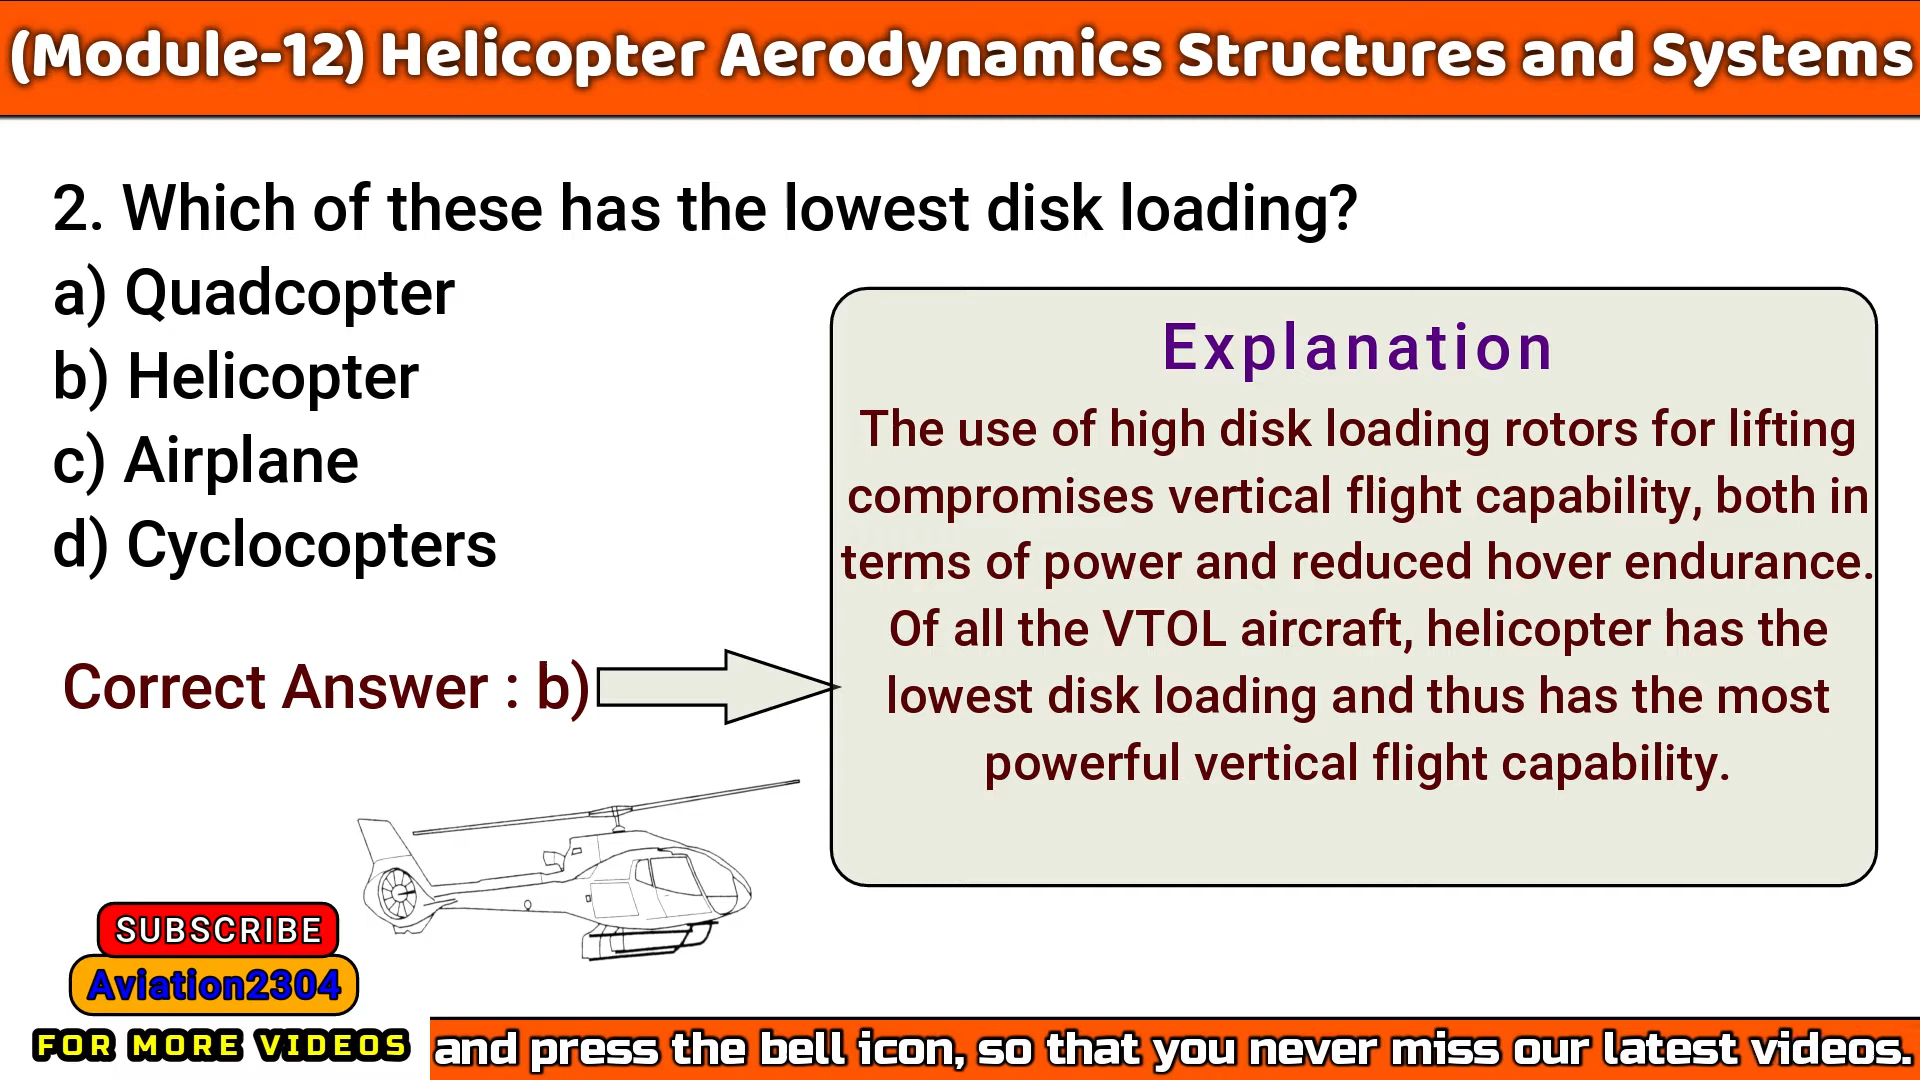 (Module-12) Helicopter Aerodynamics Structures and Systems
2. Which of these has the lowest disk loading?
a) Quadcopter
b) Helicopter
c) Airplane
d) Cyclocopters
Correct Answer : b)
Explanation
The use of high disk loading rotors for lifting
compromises vertical flight capability, both in
terms of power and reduced hover endurance.
Of all the VTOL aircraft, helicopter has the
lowest disk loading and thus has the most
powerful vertical flight capability.
SUBSCRIBE
Aviation2304
FOR MORE VIDEOS
and press the bell icon, so that you never miss our latest videos.